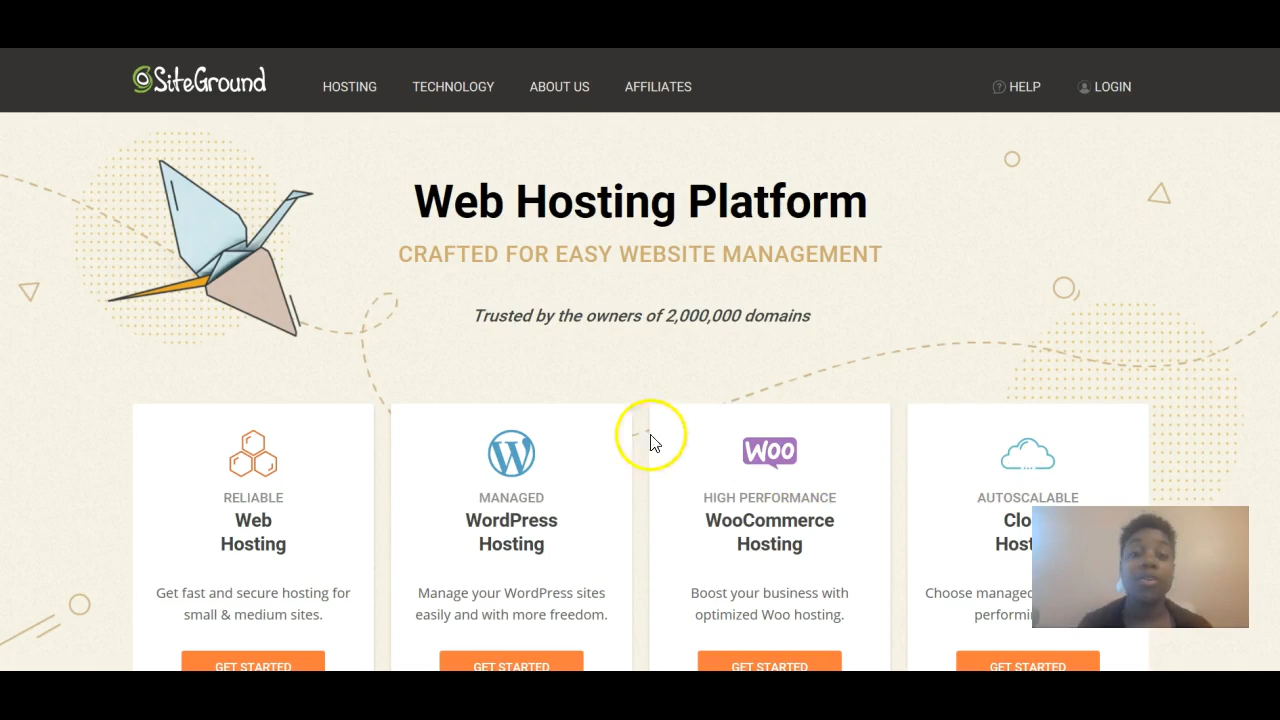 SiteGround
HOSTING
TECHNOLOGY
ABOUT US
AFFILIATES
? HELP
LOGIN
Web Hosting Platform
CRAFTED FOR EASY WEBSITE MANAGEMENT
Trusted by the owners of 2,000,000 domains
RELIABLE
Web
Hosting
Get fast and secure hosting for
small & medium sites.
GET STARTED
W
MANAGED
WordPress
Hosting
Manage your WordPress sites
easily and with more freedom.
GET STARTED
WOO
HIGH PERFORMANCE
WooCommerce
Hosting
Boost your business with
optimized Woo hosting.
GET STARTED
AUTOSCALABLE
Clo
Host
Choose managed
performin
GET STARTED